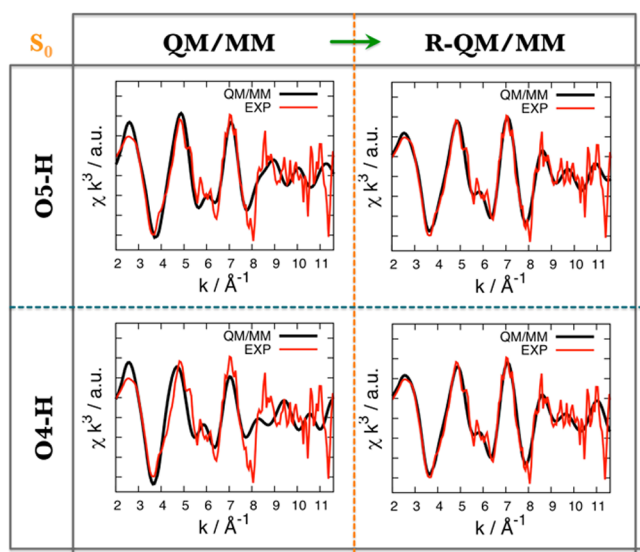 S₀ QM/MM R-QM/MM
O5-H
QM/MM
EXP
χ k³ / a.u.
2 3 4 5 6 7 8 9 10 11
k / Å⁻¹
QM/MM
EXP
χ k³ / a.u.
2 3 4 5 6 7 8 9 10 11
k / Å⁻¹
O4-H
QM/MM
EXP
χ k³ / a.u.
2 3 4 5 6 7 8 9 10 11
k / Å⁻¹
QM/MM
EXP
χ k³ / a.u.
2 3 4 5 6 7 8 9 10 11
k / Å⁻¹